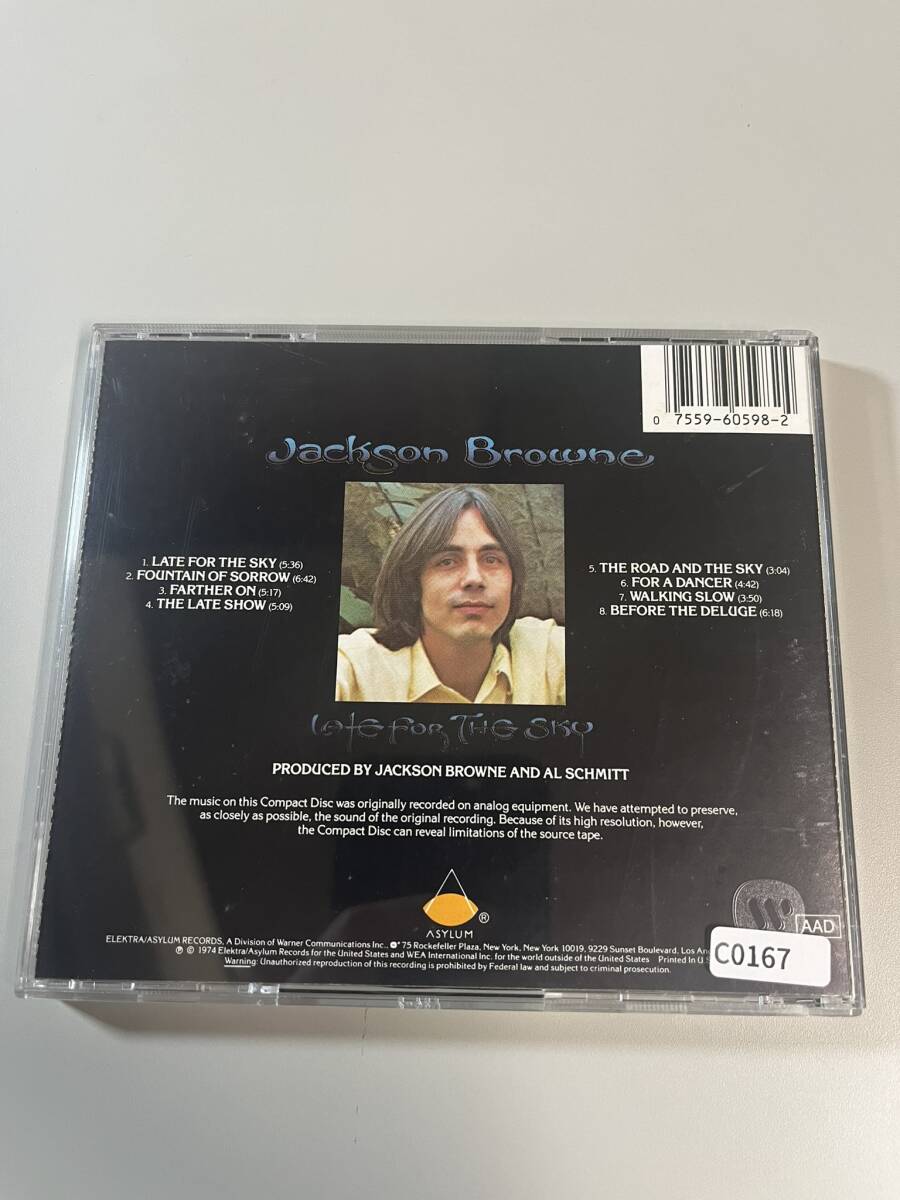 0 7559-60598-2
Jackson Browne
1. LATE FOR THE SKY (5:36)
2. FOUNTAIN OF SORROW (6:42)
3. FARTHER ON (5:17)
4. THE LATE SHOW (5:09)
5. THE ROAD AND THE SKY (3:04)
6. FOR A DANCER (4:42)
7. WALKING SLOW (3:50)
8. BEFORE THE DELUGE (6:18)
LATE FOR THE SKY
PRODUCED BY JACKSON BROWNE AND AL SCHMITT
The music on this Compact Disc was originally recorded on analog equipment. We have attempted to preserve,
as closely as possible, the sound of the original recording. Because of its high resolution, however,
the Compact Disc can reveal limitations of the source tape.
ASYLUM ®
AAD
ELEKTRA/ASYLUM RECORDS, A Division of Warner Communications Inc., 75 Rockefeller Plaza, New York, New York 10019, 9229 Sunset Boulevard, Los
℗ © 1974 Elektra/Asylum Records for the United States and WEA International Inc. for the world outside of the United States Printed In U.
Warning: Unauthorized reproduction of this recording is prohibited by Federal law and subject to criminal prosecution.
C0167